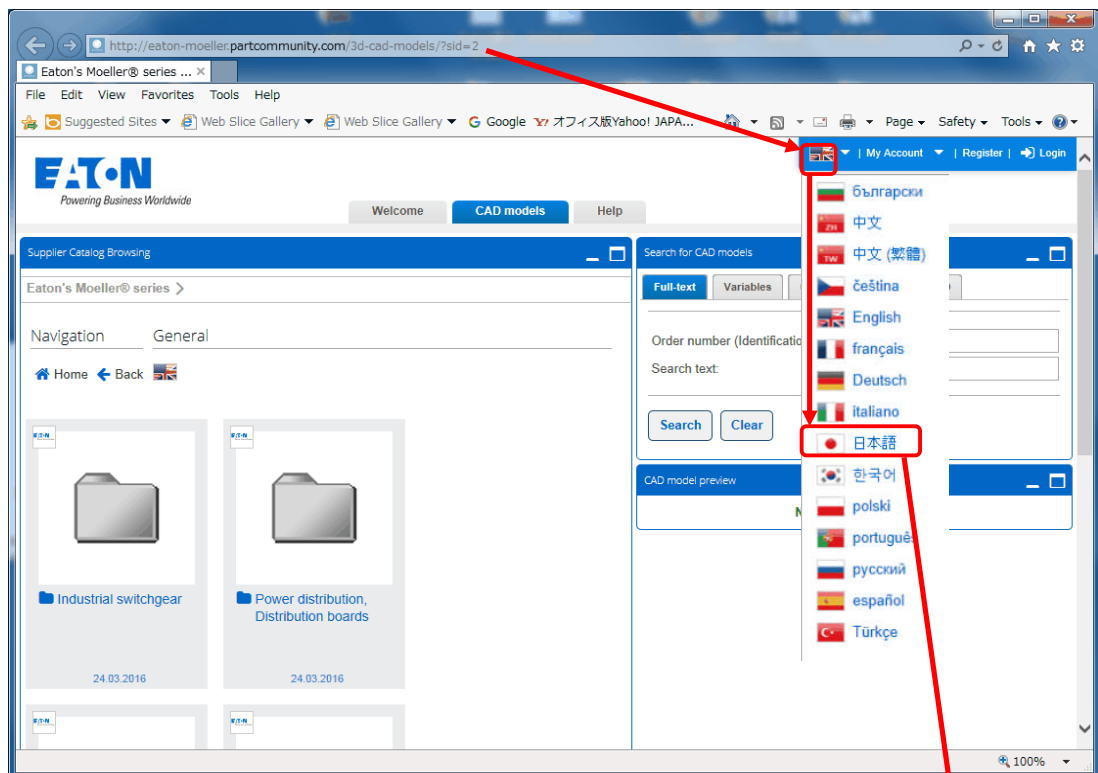 http://eaton-moeller.partcommunity.com/3d-cad-models/?sid=2
Eaton's Moeller® series ...
File Edit View Favorites Tools Help
Suggested Sites Web Slice Gallery Web Slice Gallery Google オフィス版Yahoo! JAPA... Page Safety Tools
| My Account | Register | Login
EATON
Powering Business Worldwide
Welcome CAD models Help
Supplier Catalog Browsing
Eaton's Moeller® series >
Navigation General
Home Back
Industrial switchgear
24.03.2016
Power distribution,
Distribution boards
24.03.2016
Search for CAD models
Full-text Variables
Order number (Identificatio
Search text:
Search Clear
CAD model preview
N
български
ZH 中文
TW 中文 (繁體)
čeština
English
français
Deutsch
italiano
日本語
한국어
polski
português
русский
español
Türkçe
100%